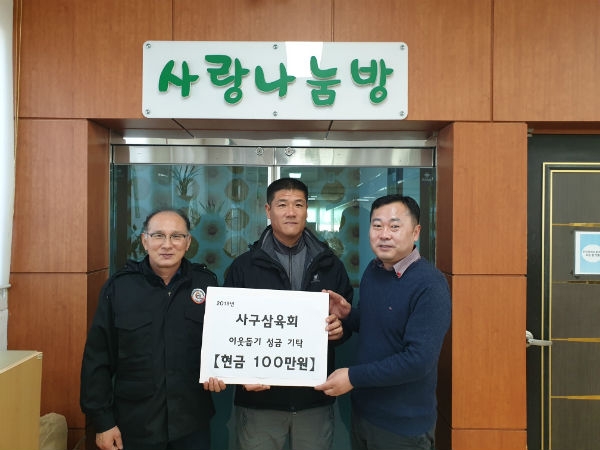 사랑나눔방
2019년
사구삼육회
이웃돕기 성금 기탁
【현금 100만원】